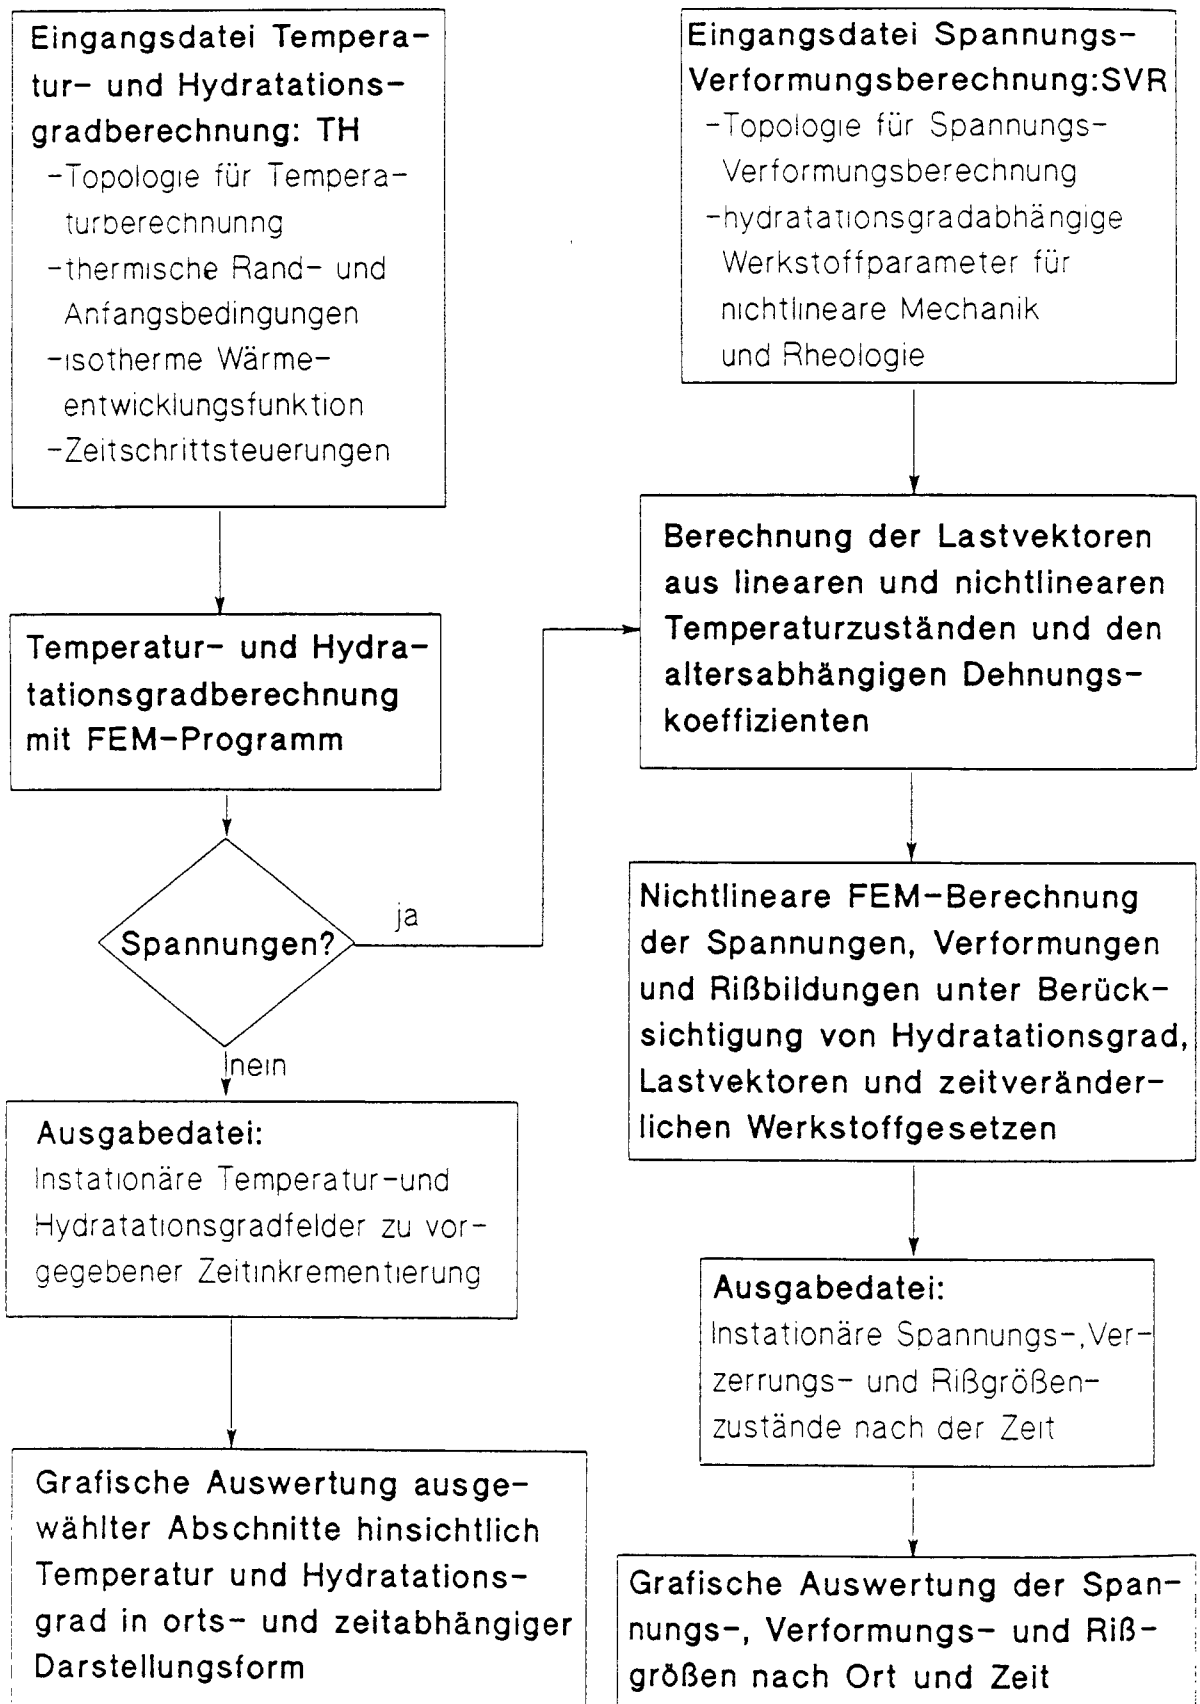 Eingangsdatei Tempera-
tur- und Hydratations-
gradberechnung: TH
-Topologie für Tempera-
turberechnunng
-thermische Rand- und
Anfangsbedingungen
-isotherme Wärme-
entwicklungsfunktion
-Zeitschrittsteuerungen
Temperatur- und Hydra-
tationsgradberechnung
mit FEM-Programm
Spannungen?
ja
nein
Ausgabedatei:
Instationäre Temperatur-und
Hydratationsgradfelder zu vor-
gegebener Zeitinkrementierung
Grafische Auswertung ausge-
wählter Abschnitte hinsichtlich
Temperatur und Hydratations-
grad in orts- und zeitabhängiger
Darstellungsform
Eingangsdatei Spannungs-
Verformungsberechnung:SVR
-Topologie für Spannungs-
Verformungsberechnung
-hydratationsgradabhängige
Werkstoffparameter für
nichtlineare Mechanik
und Rheologie
Berechnung der Lastvektoren
aus linearen und nichtlinearen
Temperaturzuständen und den
altersabhängigen Dehnungs-
koeffizienten
Nichtlineare FEM-Berechnung
der Spannungen, Verformungen
und Rißbildungen unter Berück-
sichtigung von Hydratationsgrad,
Lastvektoren und zeitveränder-
lichen Werkstoffgesetzen
Ausgabedatei:
Instationäre Spannungs-,Ver-
zerrungs- und Rißgrößen-
zustände nach der Zeit
Grafische Auswertung der Span-
nungs-, Verformungs- und Riß-
größen nach Ort und Zeit